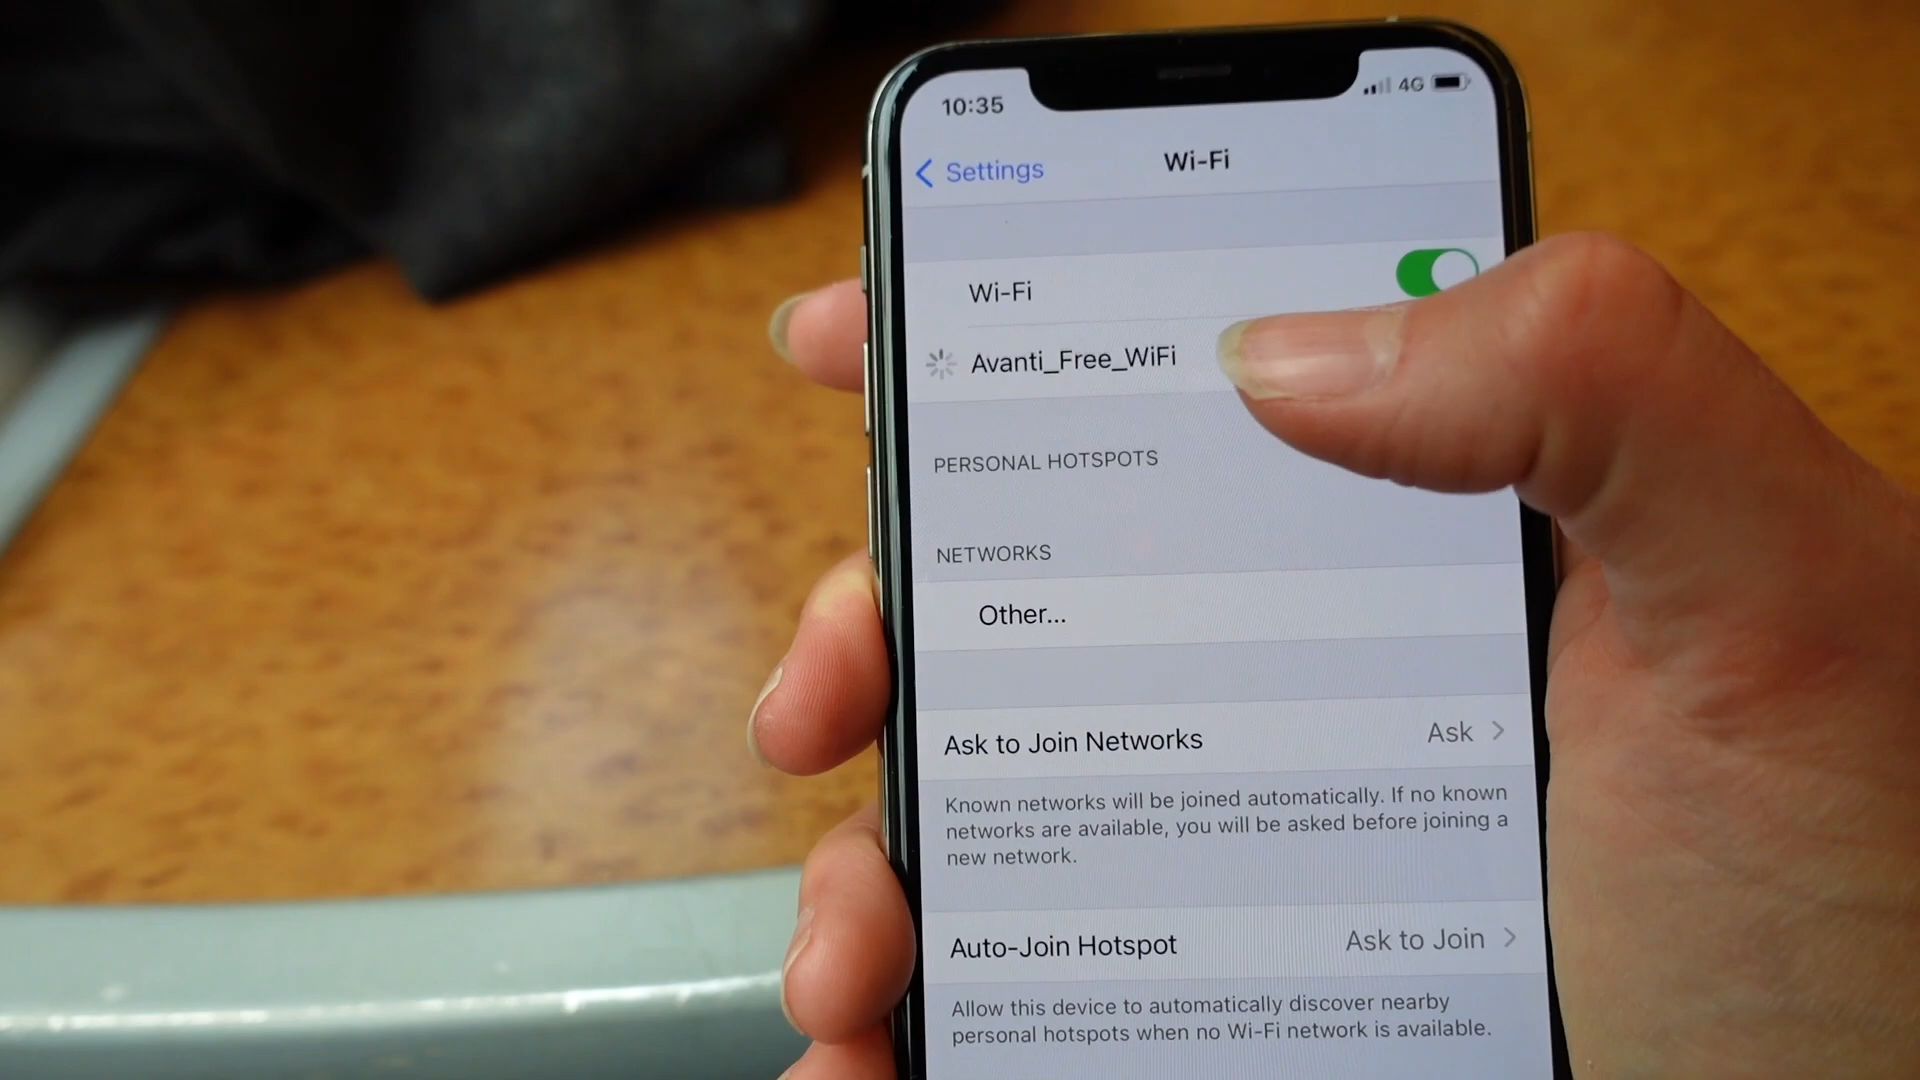 10:35
4G
Settings
Wi-Fi
Wi-Fi
Avanti_Free_WiFi
PERSONAL HOTSPOTS
NETWORKS
Other...
Ask to Join Networks
Ask
Known networks will be joined automatically. If no known
networks are available, you will be asked before joining a
new network.
Auto-Join Hotspot
Ask to Join
Allow this device to automatically discover nearby
personal hotspots when no Wi-Fi network is available.